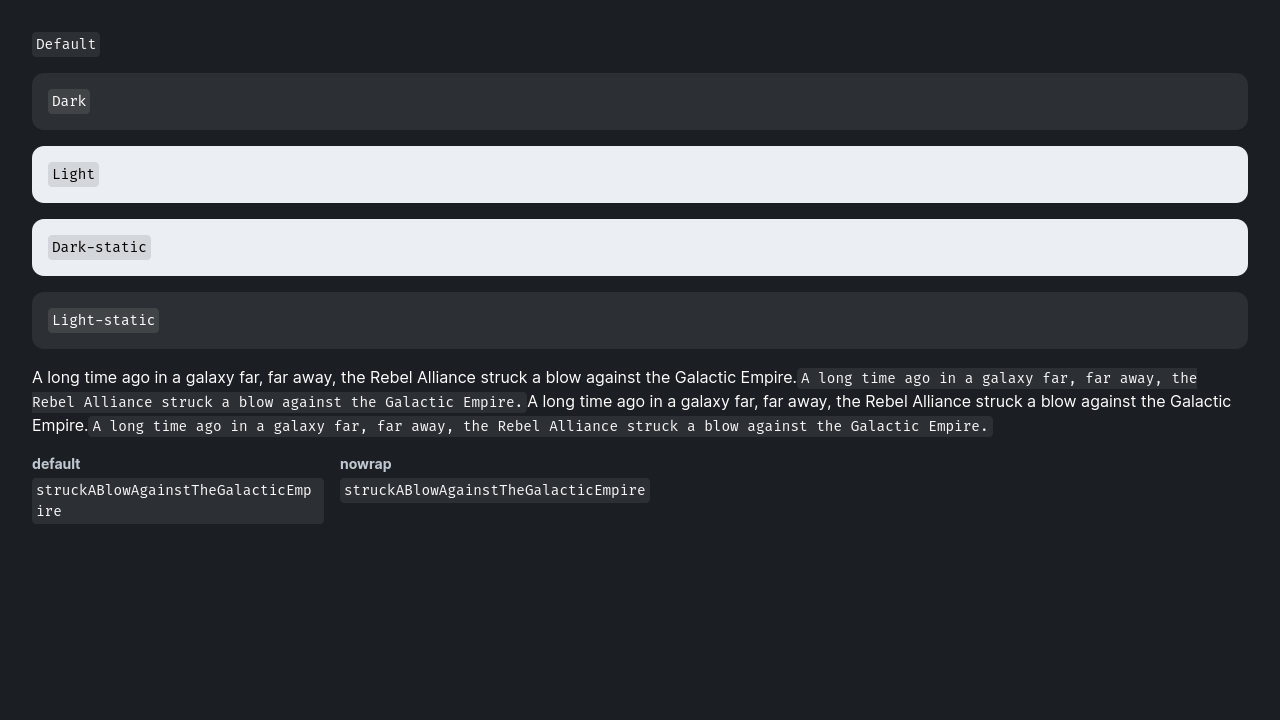 Default
Dark
Light
Dark-static
Light-static
A long time ago in a galaxy far, far away, the Rebel Alliance struck a blow against the Galactic Empire. A long time ago in a galaxy far, far away, the
Rebel Alliance struck a blow against the Galactic Empire. A long time ago in a galaxy far, far away, the Rebel Alliance struck a blow against the Galactic
Empire. A long time ago in a galaxy far, far away, the Rebel Alliance struck a blow against the Galactic Empire.
default nowrap
struckABlowAgainstTheGalacticEmp struckABlowAgainstTheGalacticEmpire
ire